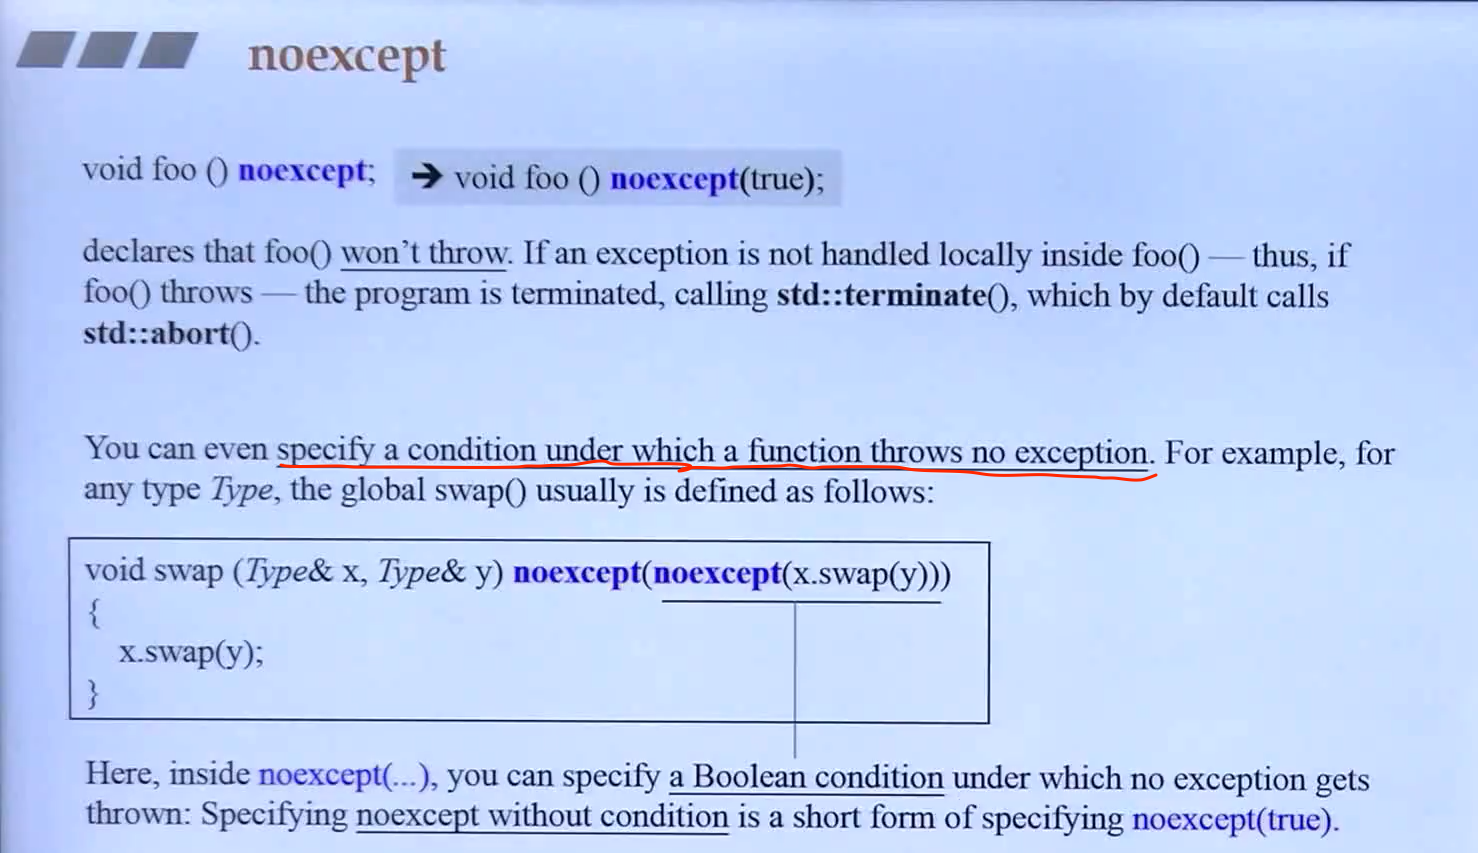 noexcept
void foo () noexcept; ➔ void foo () noexcept(true);
declares that foo() won’t throw. If an exception is not handled locally inside foo() — thus, if
foo() throws — the program is terminated, calling std::terminate(), which by default calls
std::abort().
You can even specify a condition under which a function throws no exception. For example, for
any type Type, the global swap() usually is defined as follows:
void swap (Type& x, Type& y) noexcept(noexcept(x.swap(y)))
{
x.swap(y);
}
Here, inside noexcept(...), you can specify a Boolean condition under which no exception gets
thrown: Specifying noexcept without condition is a short form of specifying noexcept(true).